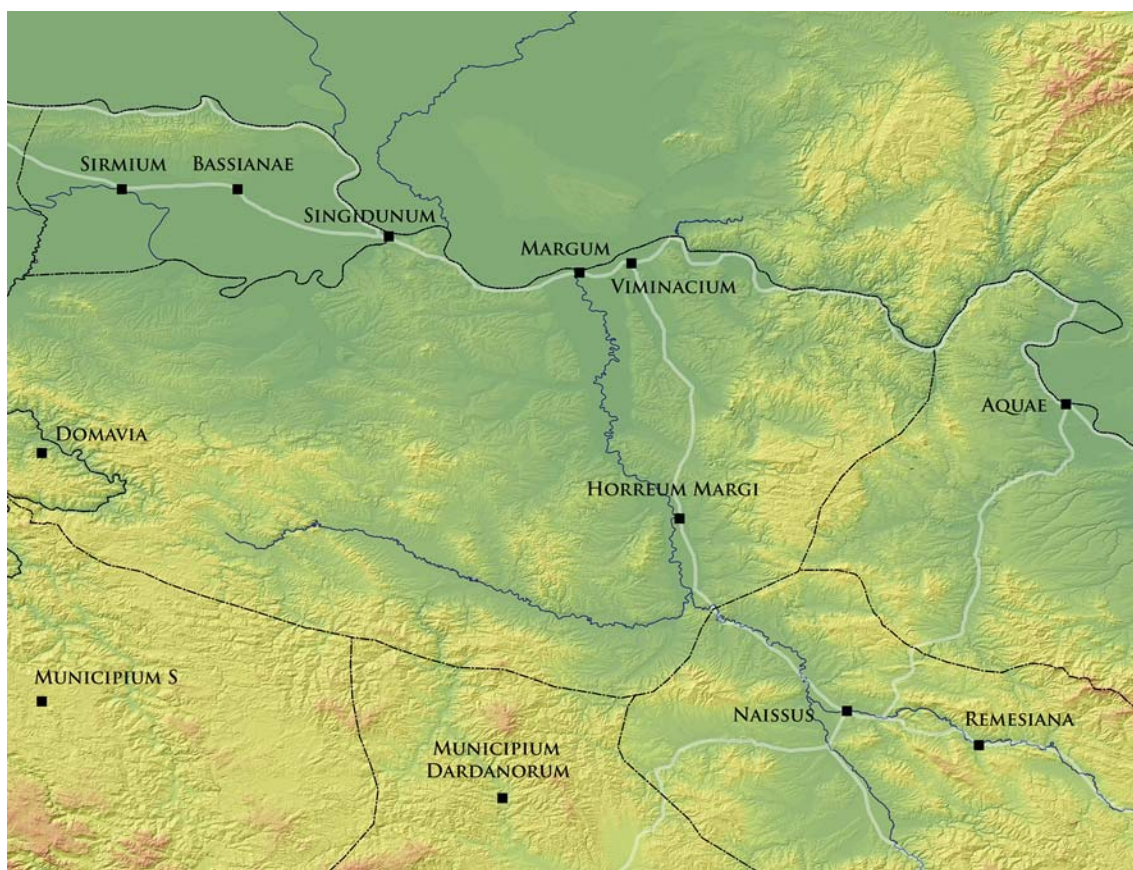 SIRMIUM
BASSIANAE
SINGIDUNUM
MARGUM
VIMINACIUM
AQUAE
DOMAVIA
HORREUM MARGI
MUNICIPIUM S
NAISSUS
REMESIANA
MUNICIPIUM
DARDANORUM